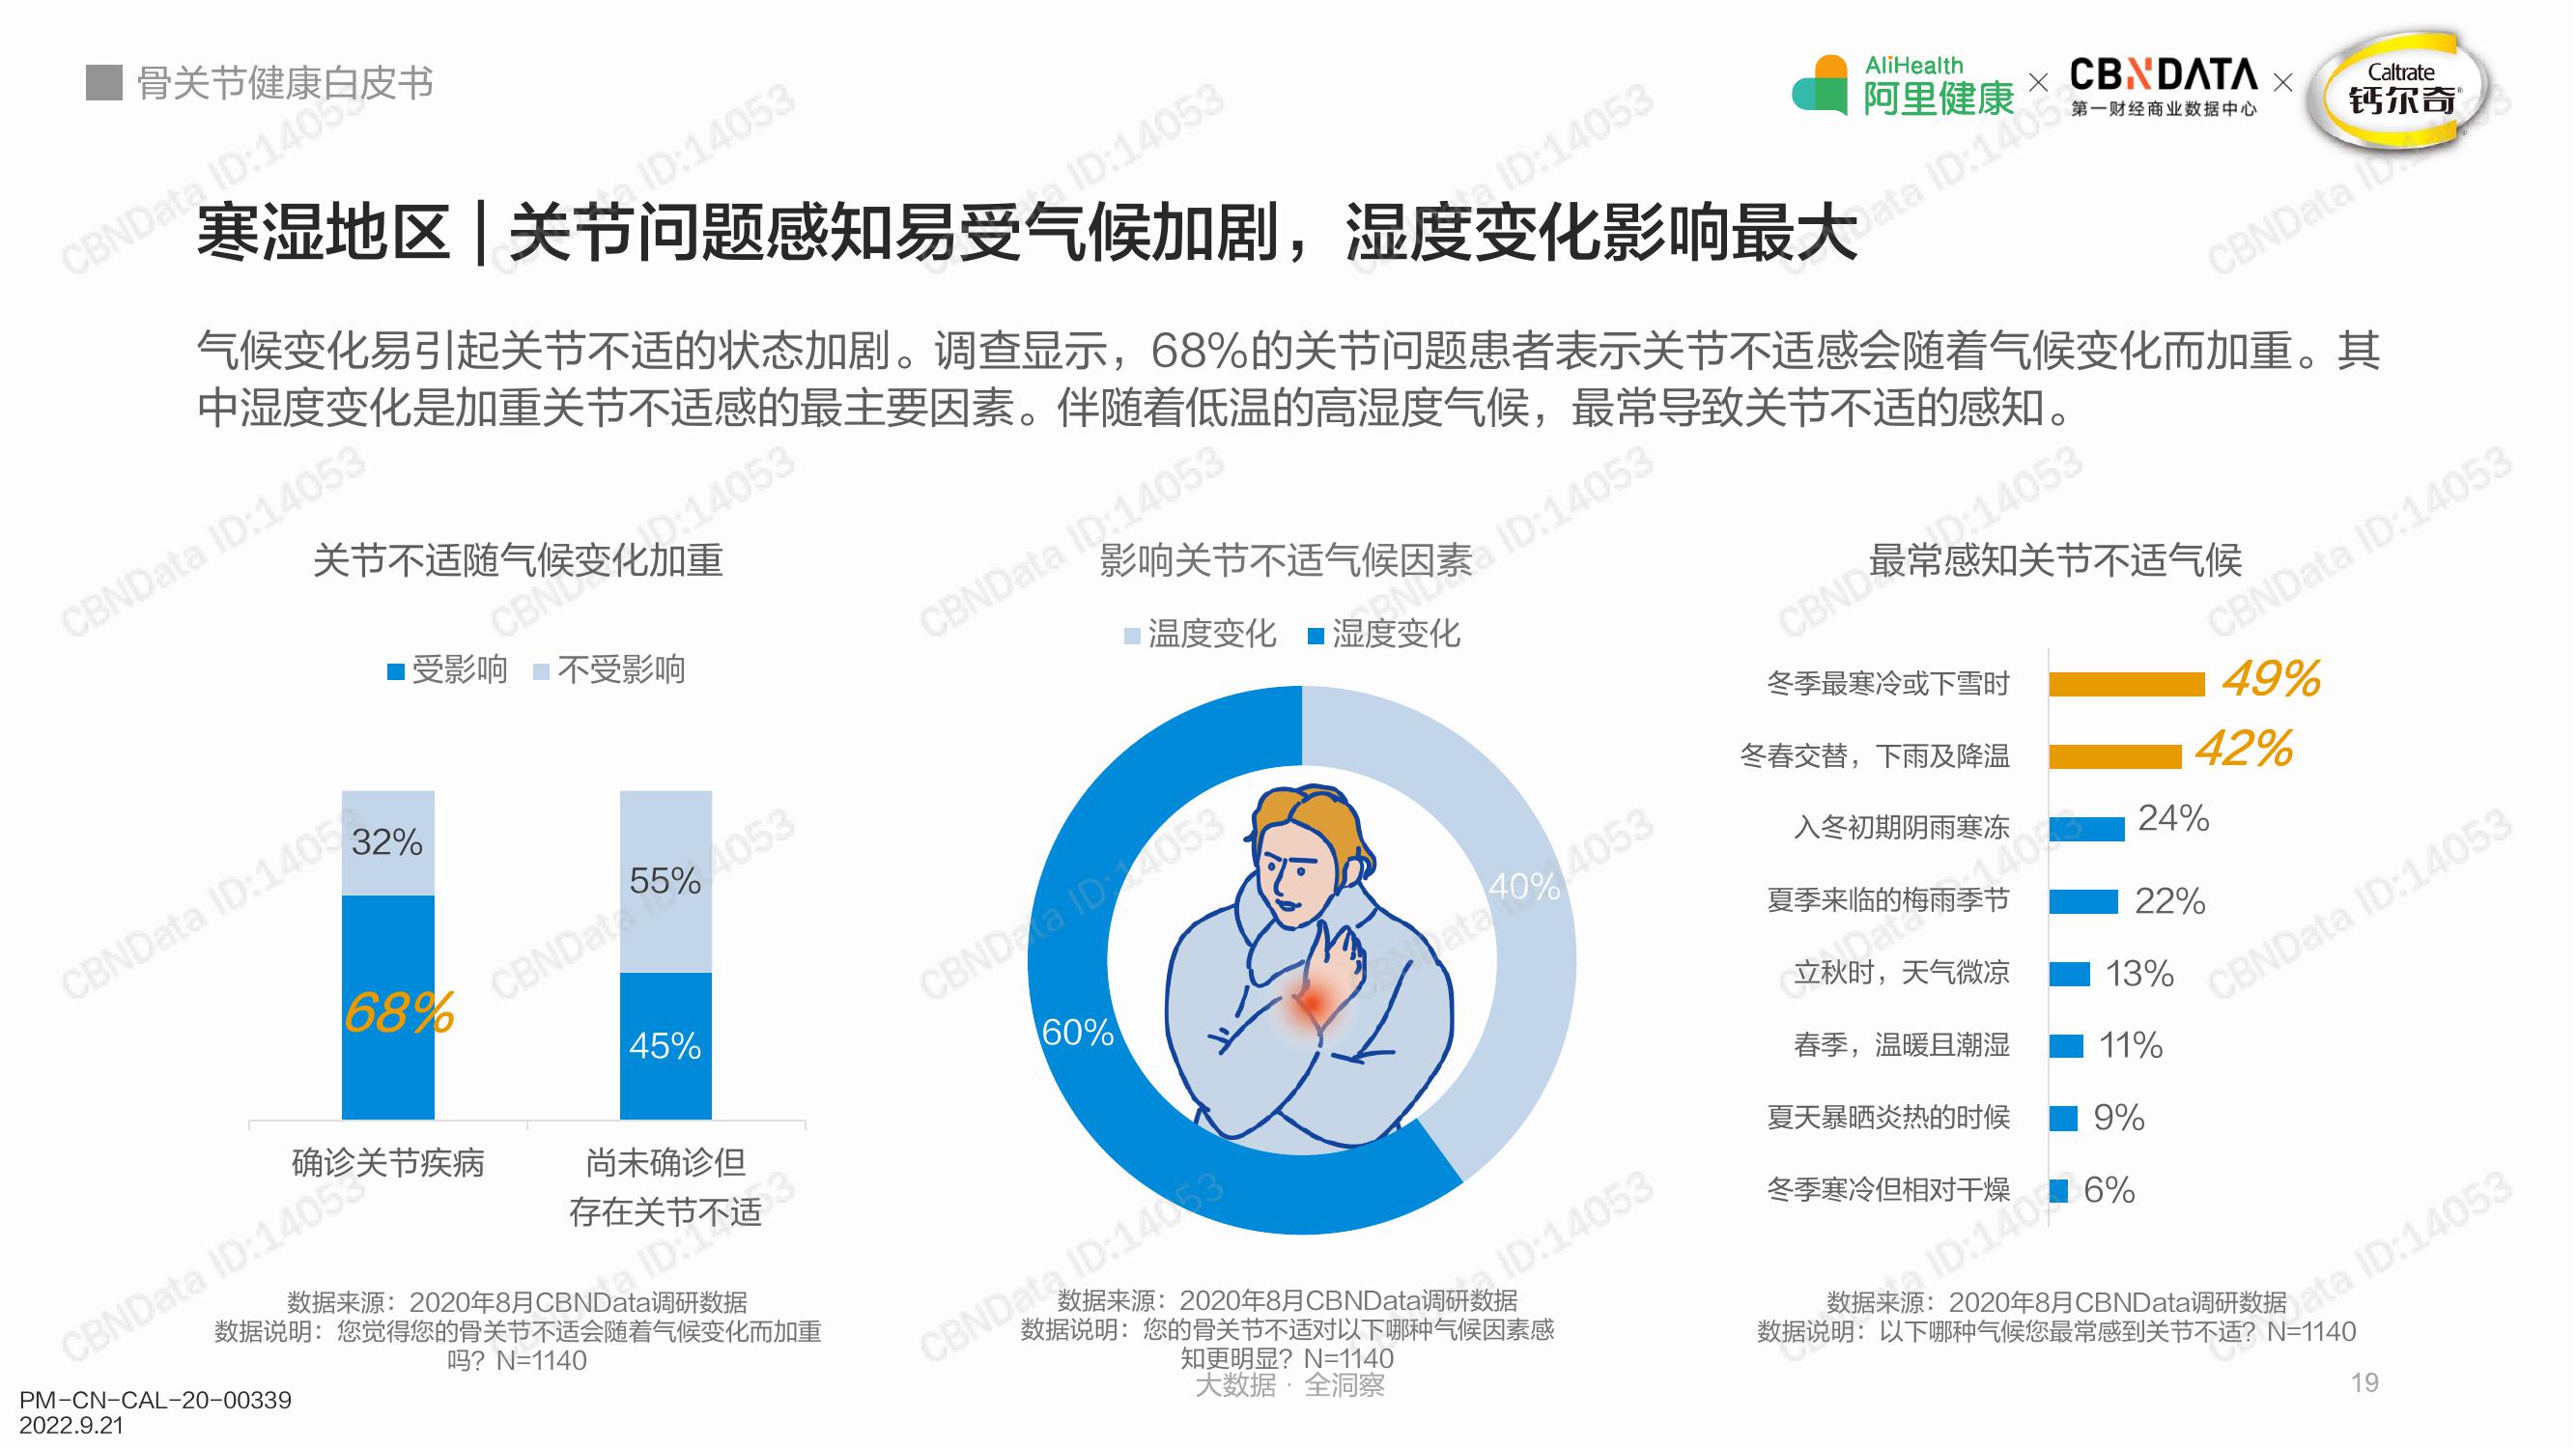 骨关节健康白皮书
AliHealth
阿里健康
×
CBNDATA
第一财经商业数据中心
×
Caltrate
钙尔奇®
寒湿地区 | 关节问题感知易受气候加剧，湿度变化影响最大
气候变化易引起关节不适的状态加剧。调查显示，68%的关节问题患者表示关节不适感会随着气候变化而加重。其
中湿度变化是加重关节不适感的最主要因素。伴随着低温的高湿度气候，最常导致关节不适的感知。
关节不适随气候变化加重
受影响 不受影响
32%
68%
55%
45%
确诊关节疾病
尚未确诊但
存在关节不适
数据来源：2020年8月CBNData调研数据
数据说明：您觉得您的骨关节不适会随着气候变化而加重
吗？N=1140
影响关节不适气候因素
温度变化 湿度变化
40%
60%
数据来源：2020年8月CBNData调研数据
数据说明：您的骨关节不适对以下哪种气候因素感
知更明显？N=1140
最常感知关节不适气候
冬季最寒冷或下雪时 49%
冬春交替，下雨及降温 42%
入冬初期阴雨寒冻 24%
夏季来临的梅雨季节 22%
立秋时，天气微凉 13%
春季，温暖且潮湿 11%
夏天暴晒炎热的时候 9%
冬季寒冷但相对干燥 6%
数据来源：2020年8月CBNData调研数据
数据说明：以下哪种气候您最常感到关节不适？N=1140
大数据 · 全洞察
19
PM-CN-CAL-20-00339
2022.9.21
CBNData ID:14053